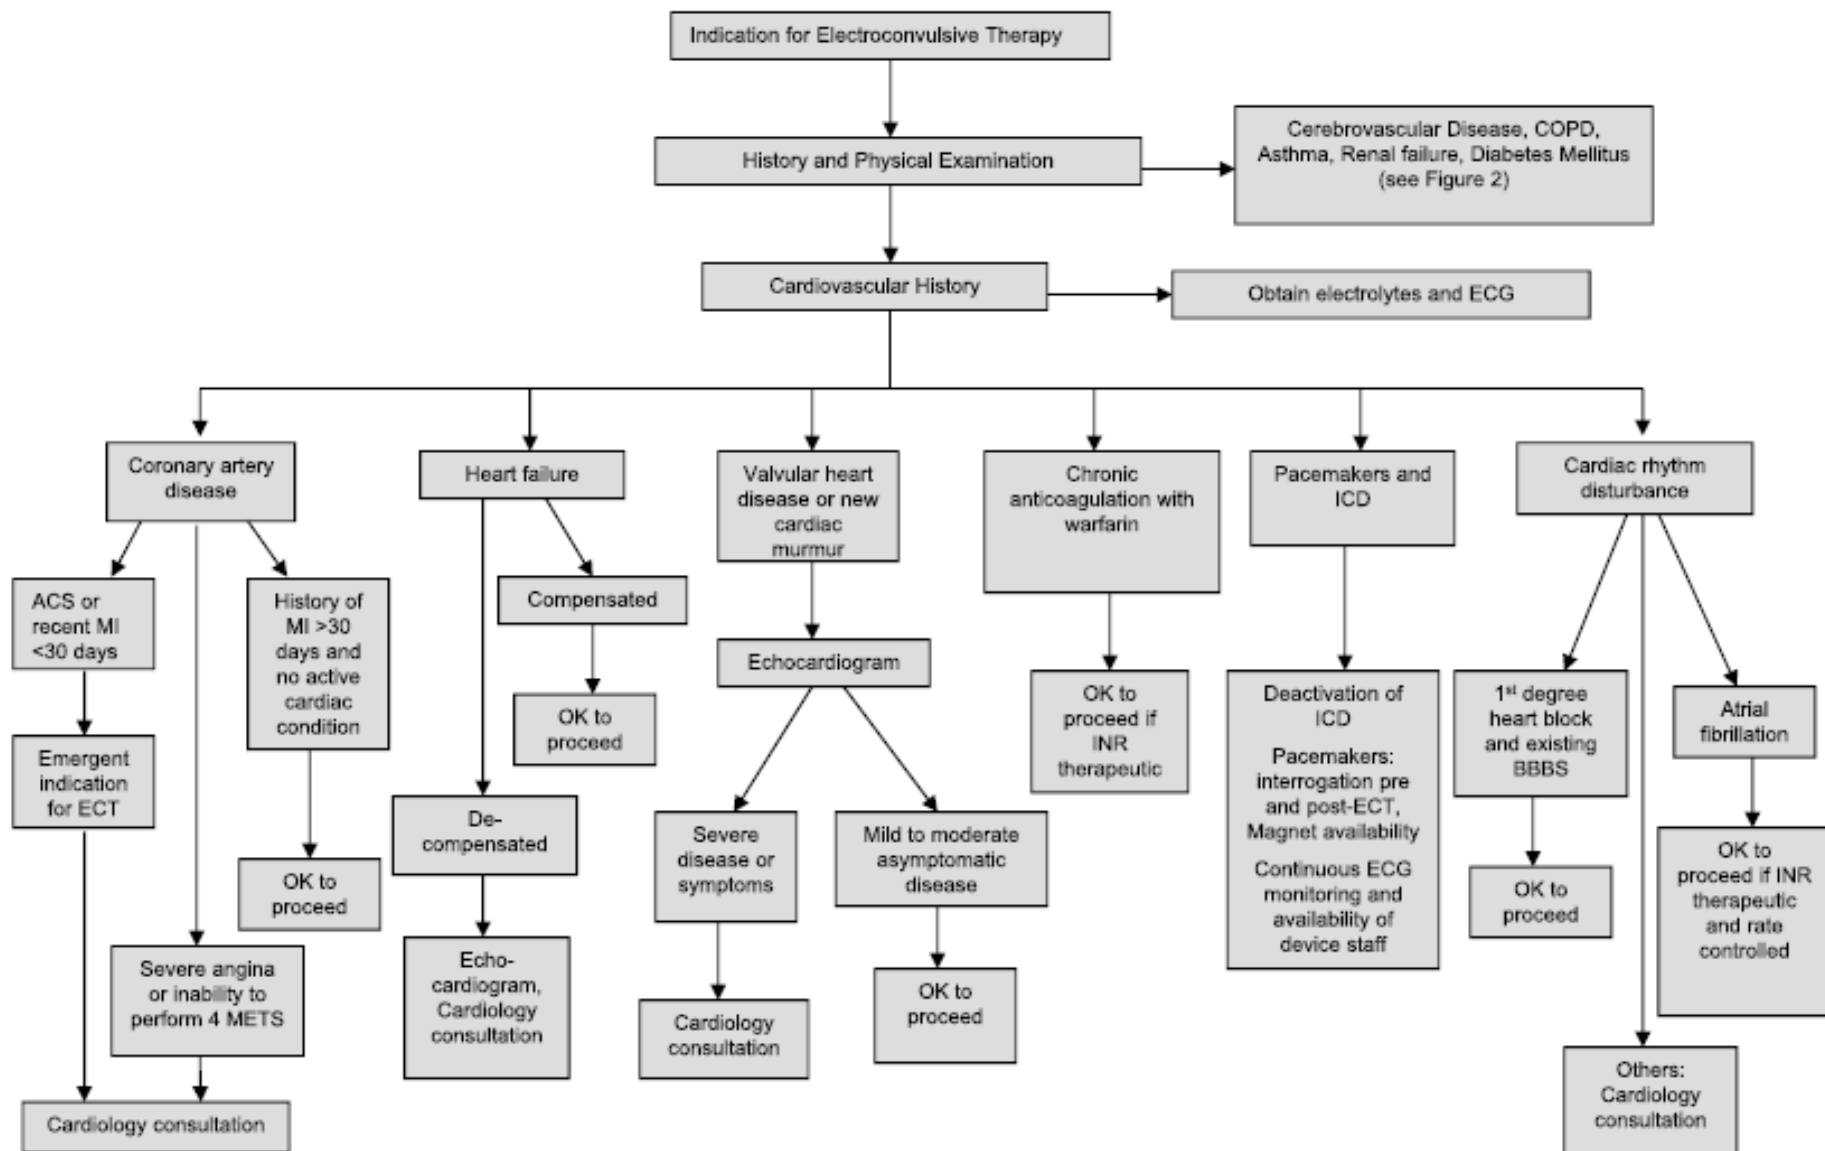 Indication for Electroconvulsive Therapy
History and Physical Examination
Cerebrovascular Disease, COPD,
Asthma, Renal failure, Diabetes Mellitus
(see Figure 2)
Cardiovascular History
Obtain electrolytes and ECG
Coronary artery
disease
Heart failure
Valvular heart
disease or new
cardiac
murmur
Chronic
anticoagulation with
warfarin
Pacemakers and
ICD
Cardiac rhythm
disturbance
ACS or
recent MI
<30 days
History of
MI >30
days and
no active
cardiac
condition
Compensated
Echocardiogram
OK to
proceed if
INR
therapeutic
Deactivation of
ICD
Pacemakers:
interrogation pre
and post-ECT,
Magnet availability
Continuous ECG
monitoring and
availability of
device staff
1st degree
heart block
and existing
BBBS
Atrial
fibrillation
Emergent
indication
for ECT
OK to
proceed
OK to
proceed
De-
compensated
Severe
disease or
symptoms
Mild to moderate
asymptomatic
disease
OK to
proceed
OK to
proceed if INR
therapeutic
and rate
controlled
Severe angina
or inability to
perform 4 METS
Echo-
cardiogram,
Cardiology
consultation
Cardiology
consultation
OK to
proceed
Others:
Cardiology
consultation
Cardiology consultation